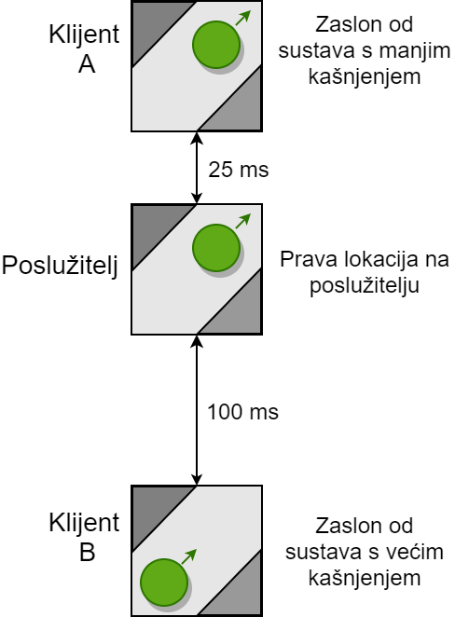 Klijent
A
Zaslon od
sustava s manjim
kašnjenjem
25 ms
Poslužitelj
Prava lokacija na
poslužitelju
100 ms
Klijent
B
Zaslon od
sustava s većim
kašnjenjem